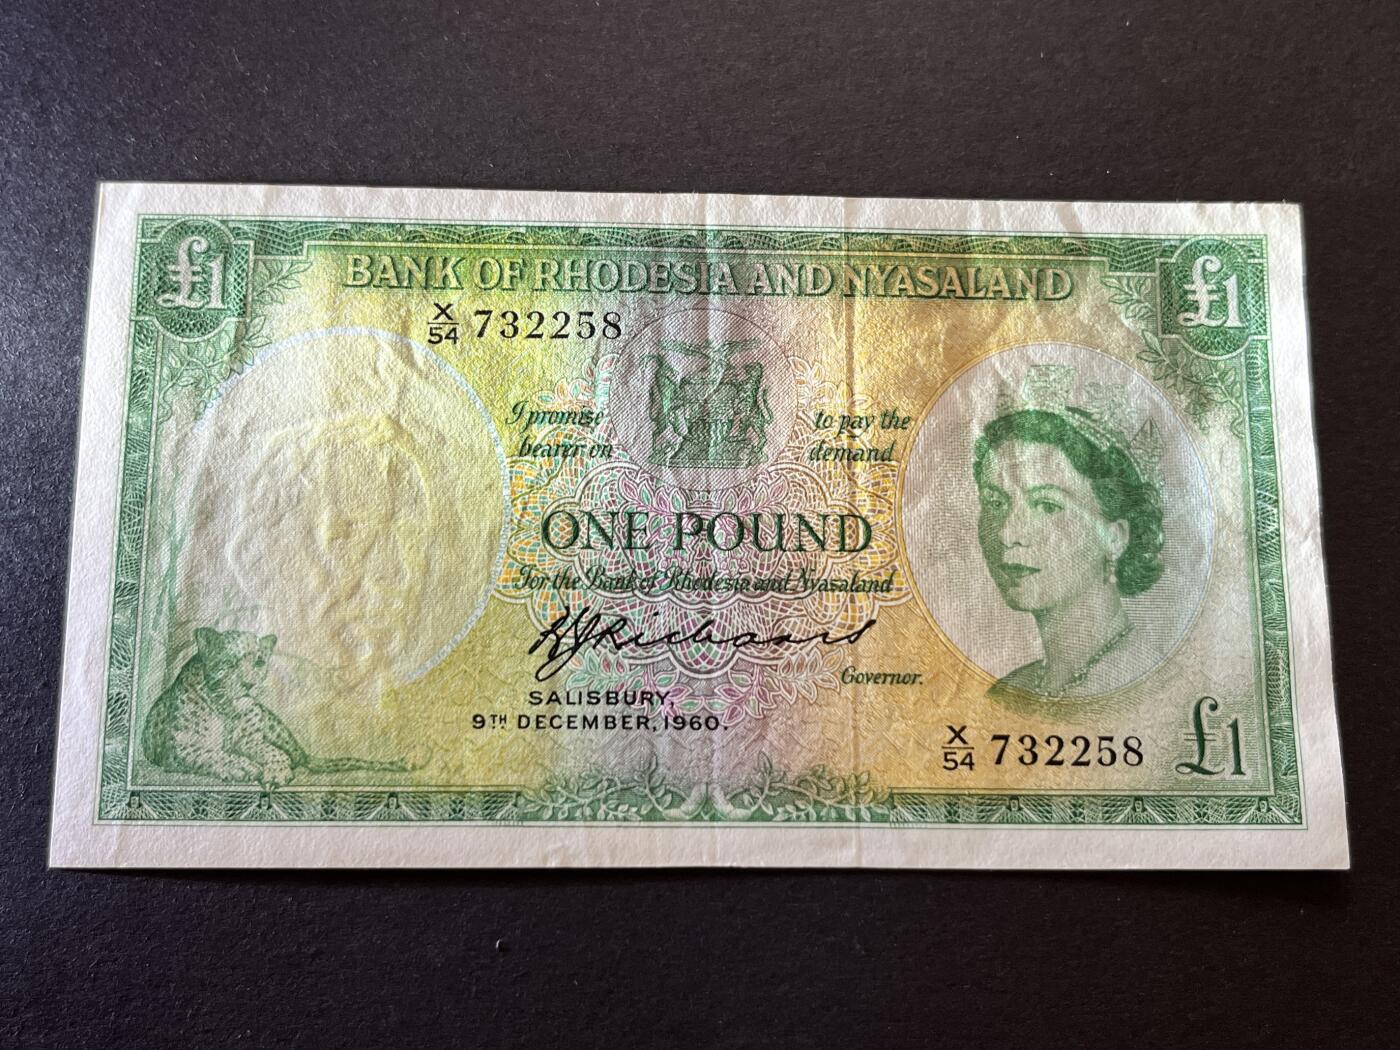 £1 £1
BANK OF RHODESIA AND NYASALAND
X/54 732258
I promise to pay the
bearer on demand
ONE POUND
For the Bank of Rhodesia and Nyasaland
Governor.
SALISBURY,
9TH DECEMBER, 1960.
X/54 732258 £1